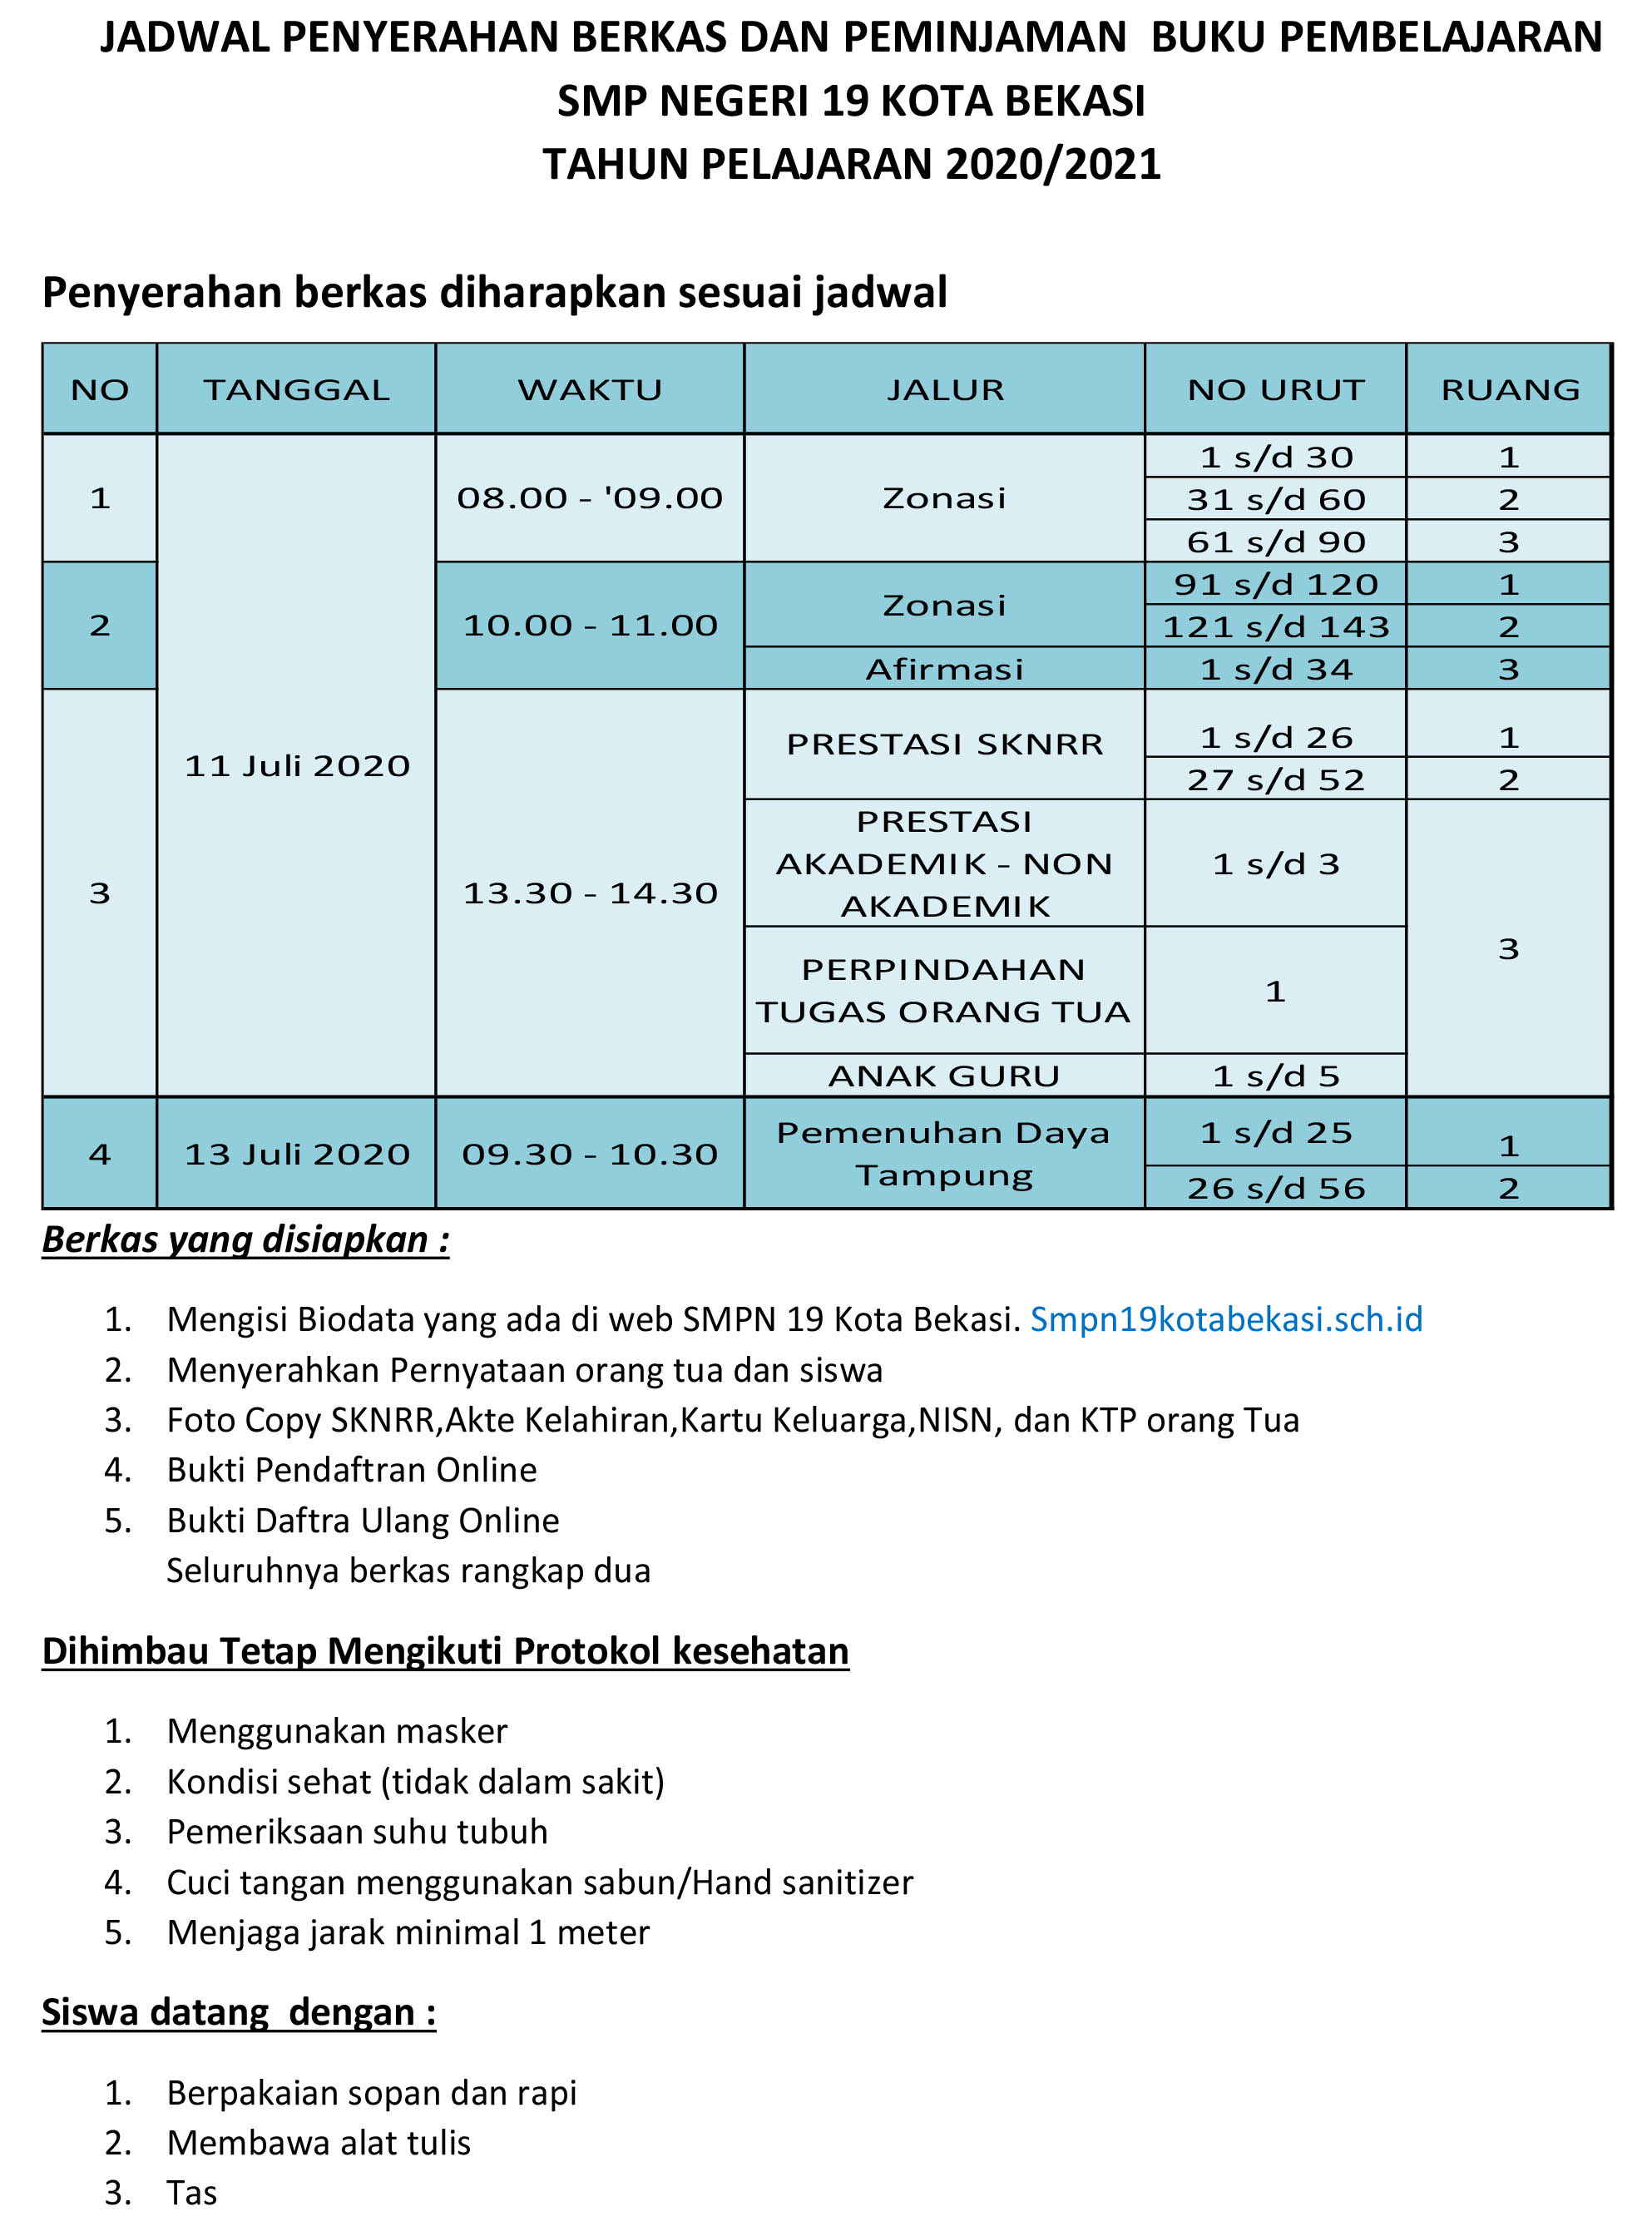 JADWAL PENYERAHAN BERKAS DAN PEMINJAMAN BUKU PEMBELAJARAN
SMP NEGERI 19 KOTA BEKASI
TAHUN PELAJARAN 2020/2021
Penyerahan berkas diharapkan sesuai jadwal
NO TANGGAL WAKTU JALUR NO URUT RUANG
1 11 Juli 2020 08.00 - '09.00 Zonasi 1 s/d 30 1
31 s/d 60 2
61 s/d 90 3
2 10.00 - 11.00 Zonasi 91 s/d 120 1
121 s/d 143 2
Afirmasi 1 s/d 34 3
3 13.30 - 14.30 PRESTASI SKNRR 1 s/d 26 1
27 s/d 52 2
PRESTASI
AKADEMIK - NON
AKADEMIK
1 s/d 3 3
PERPINDAHAN
TUGAS ORANG TUA
1
ANAK GURU 1 s/d 5
4 13 Juli 2020 09.30 - 10.30 Pemenuhan Daya
Tampung
1 s/d 25 1
26 s/d 56 2
Berkas yang disiapkan :
1. Mengisi Biodata yang ada di web SMPN 19 Kota Bekasi. Smpn19kotabekasi.sch.id
2. Menyerahkan Pernyataan orang tua dan siswa
3. Foto Copy SKNRR,Akte Kelahiran,Kartu Keluarga,NISN, dan KTP orang Tua
4. Bukti Pendaftran Online
5. Bukti Daftra Ulang Online
Seluruhnya berkas rangkap dua
Dihimbau Tetap Mengikuti Protokol kesehatan
1. Menggunakan masker
2. Kondisi sehat (tidak dalam sakit)
3. Pemeriksaan suhu tubuh
4. Cuci tangan menggunakan sabun/Hand sanitizer
5. Menjaga jarak minimal 1 meter
Siswa datang dengan :
1. Berpakaian sopan dan rapi
2. Membawa alat tulis
3. Tas